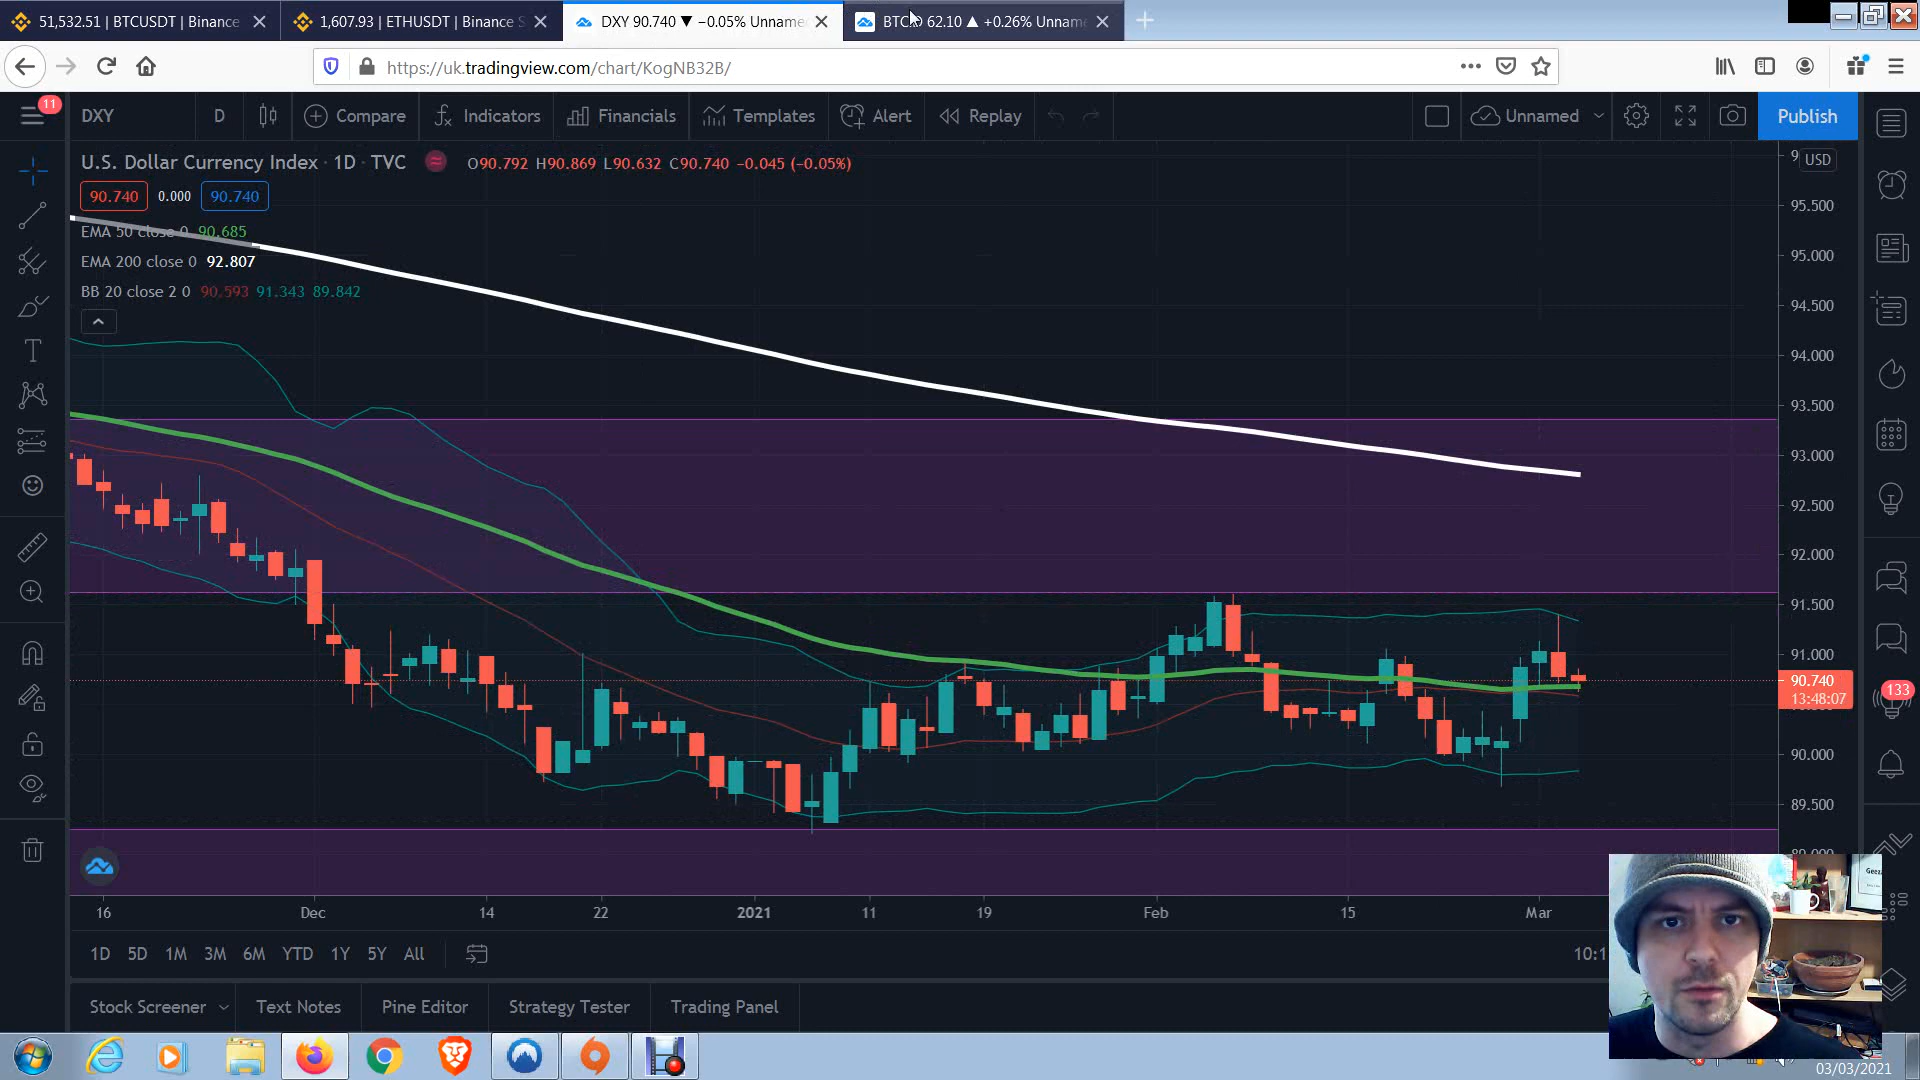 51,532.51 | BTCUSDT | Binance
1,607.93 | ETHUSDT | Binance S
DXY 90.740 ▼ −0.05% Unname
62.10 ▲ +0.26% Unnam
https://uk.tradingview.com/chart/KogNB32B/
11
DXY
D
Compare
Indicators
Financials
Templates
Alert
Replay
Unnamed
Publish
U.S. Dollar Currency Index · 1D · TVC
O90.792 H90.869 L90.632 C90.740 −0.045 (−0.05%)
90.740 0.000 90.740
EMA 50 close 0 90.685
EMA 200 close 0 92.807
BB 20 close 2 0 90.593 91.343 89.842
USD
95.500
95.000
94.500
94.000
93.500
93.000
92.500
92.000
91.500
91.000
90.740
13:48:07
90.000
89.500
133
16 Dec 14 22 2021 11 19 Feb 15 Mar
1D 5D 1M 3M 6M YTD 1Y 5Y All
10:1
Stock Screener
Text Notes
Pine Editor
Strategy Tester
Trading Panel
03/03/2021